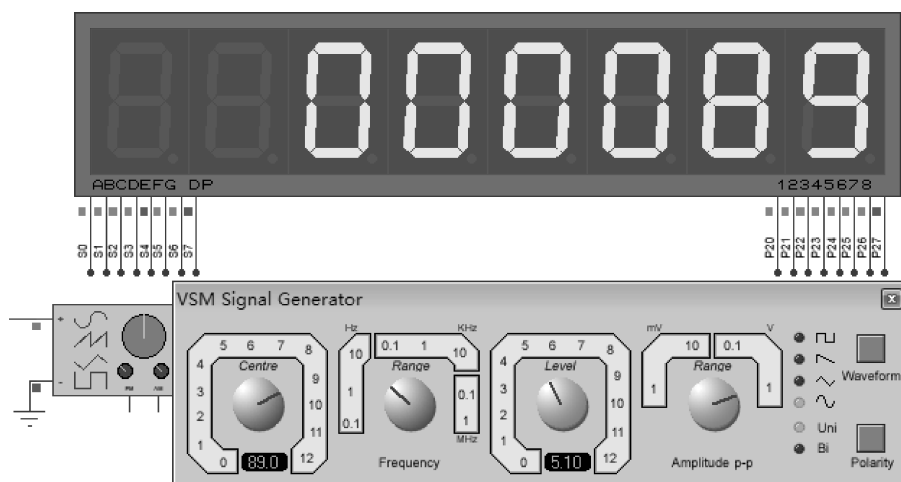 000089
ABCDEFG DP 12345678
S0 S1 S2 S3 S4 S5 S6 S7 P20 P21 P22 P23 P24 P25 P26 P27
VSM Signal Generator
+
-
FM AM
Centre
0 1 2 3 4 5 6 7 8 9 10 11 12
89.0
Hz KHz
10 0.1 1 10
Range
1 0.1
0.1 1
MHz
Frequency
Level
0 1 2 3 4 5 6 7 8 9 10 11 12
5.10
mV V
1 10 0.1 1
Range
Amplitude p-p
Waveform
Uni
Bi
Polarity